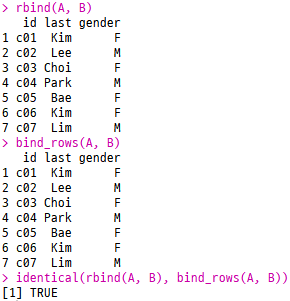 > rbind(A, B)
id last gender
1 c01 Kim F
2 c02 Lee M
3 c03 Choi F
4 c04 Park M
5 c05 Bae F
6 c06 Kim F
7 c07 Lim M
> bind_rows(A, B)
id last gender
1 c01 Kim F
2 c02 Lee M
3 c03 Choi F
4 c04 Park M
5 c05 Bae F
6 c06 Kim F
7 c07 Lim M
> identical(rbind(A, B), bind_rows(A, B))
[1] TRUE